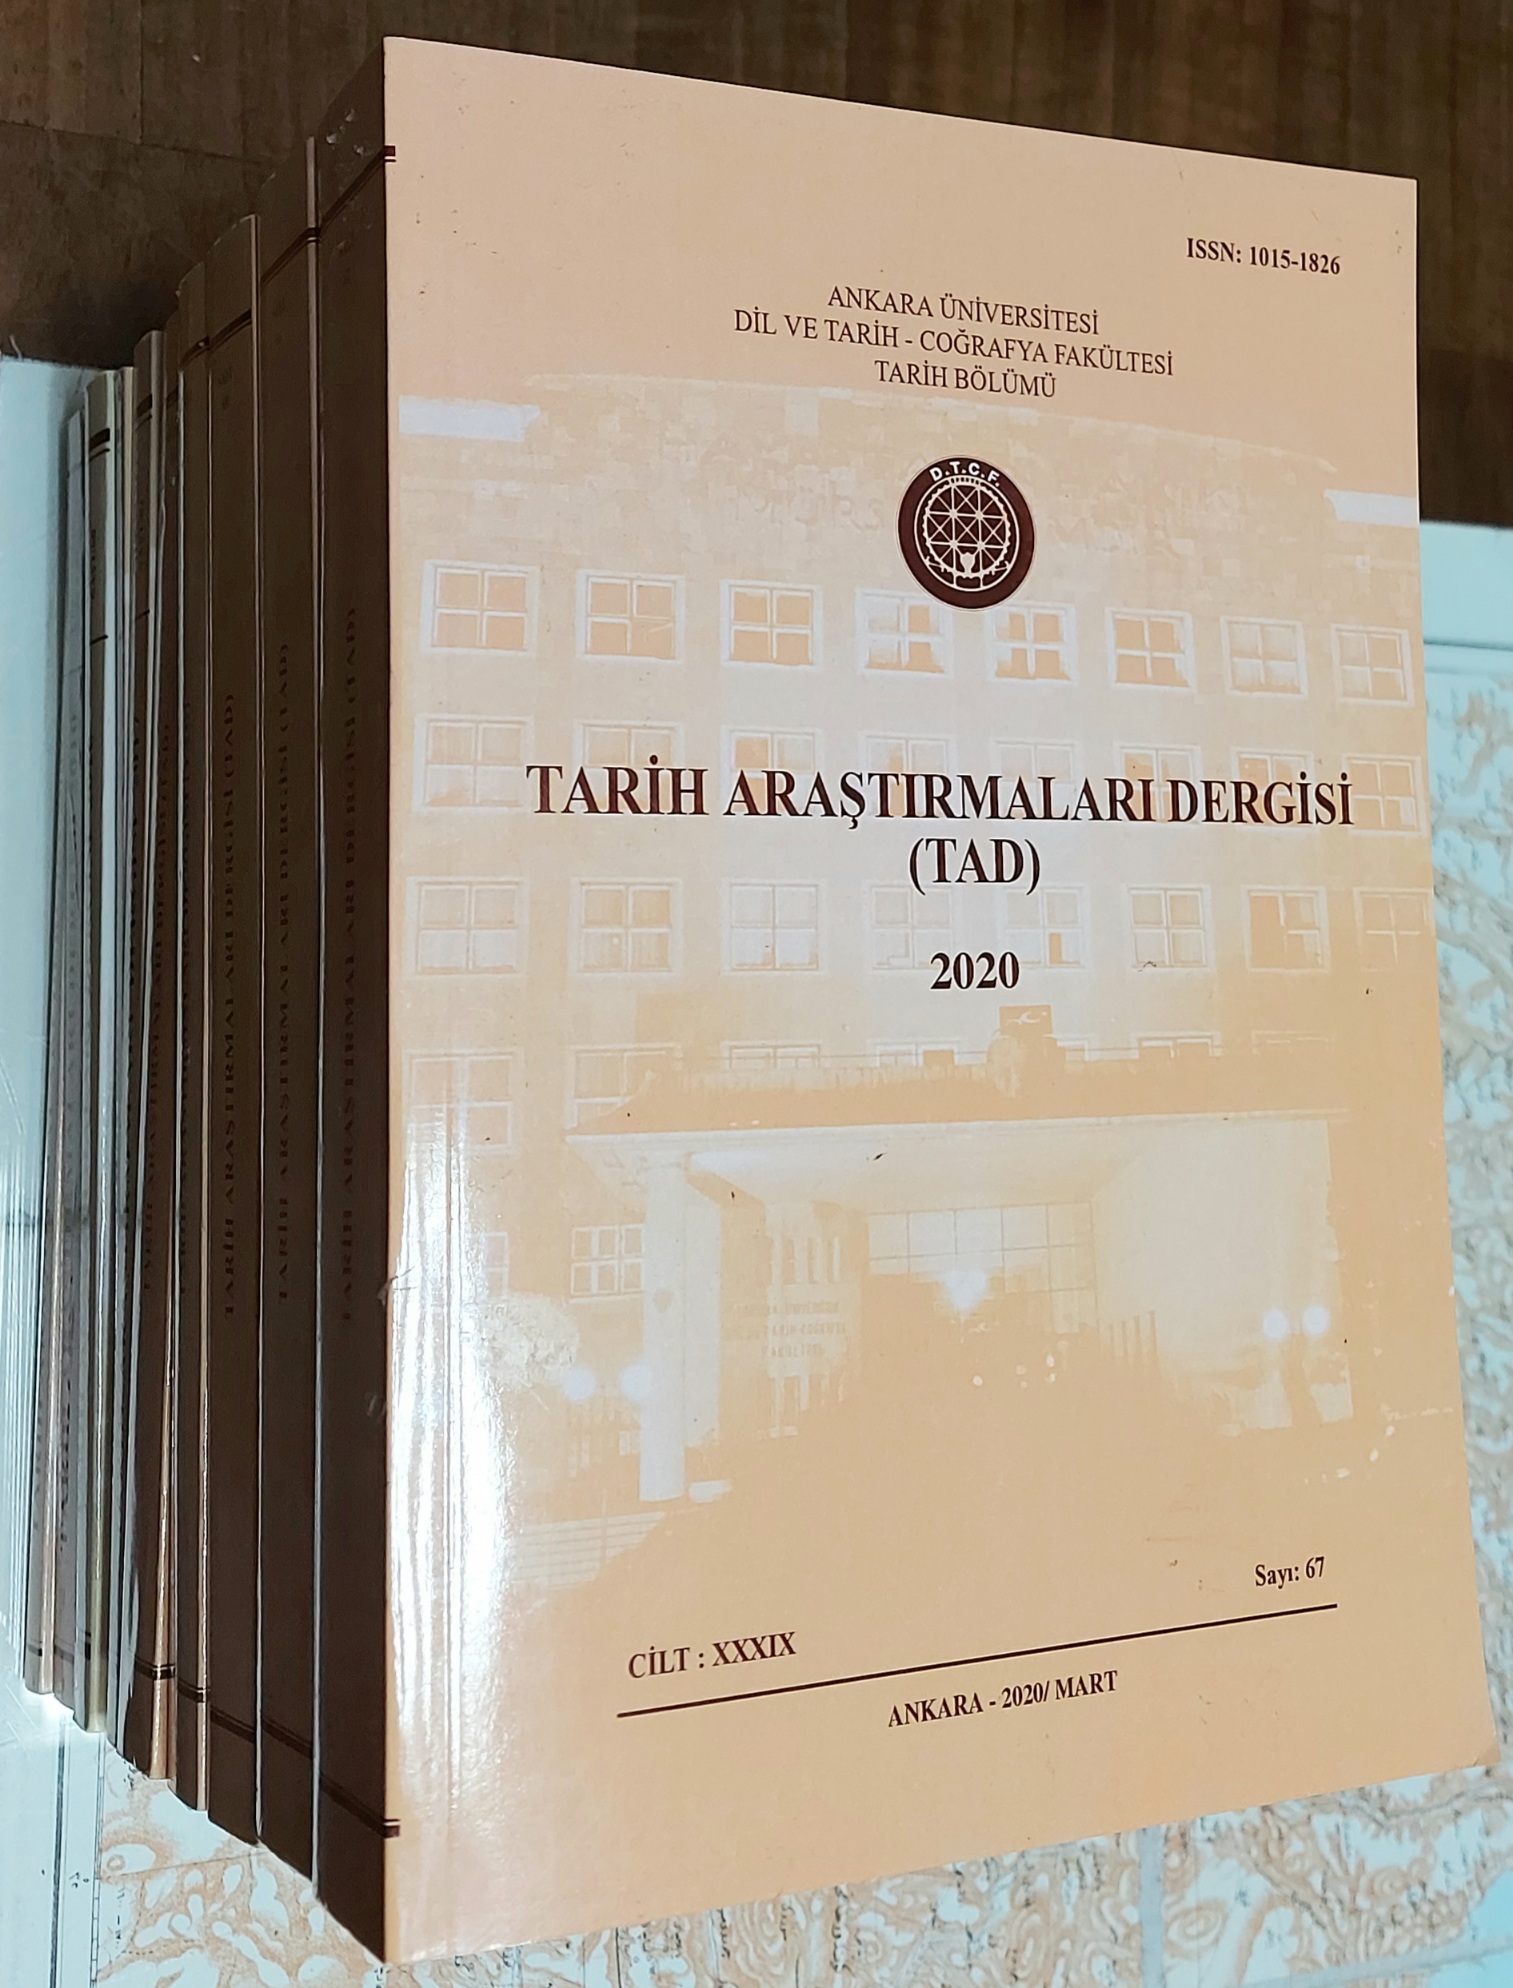 ISSN: 1015-1826
ANKARA ÜNİVERSİTESİ
DİL VE TARİH - COĞRAFYA FAKÜLTESİ
TARİH BÖLÜMÜ
D.T.C.F.
TARİH ARAŞTIRMALARI DERGİSİ
(TAD)
2020
Sayı: 67
CİLT : XXXIX
ANKARA - 2020/ MART
TARİH ARAŞTIRMALARI DERGİSİ (TAD)
TARİH ARAŞTIRMALARI DERGİSİ (TAD)
TARİH ARAŞTIRMALARI DERGİSİ (TAD)